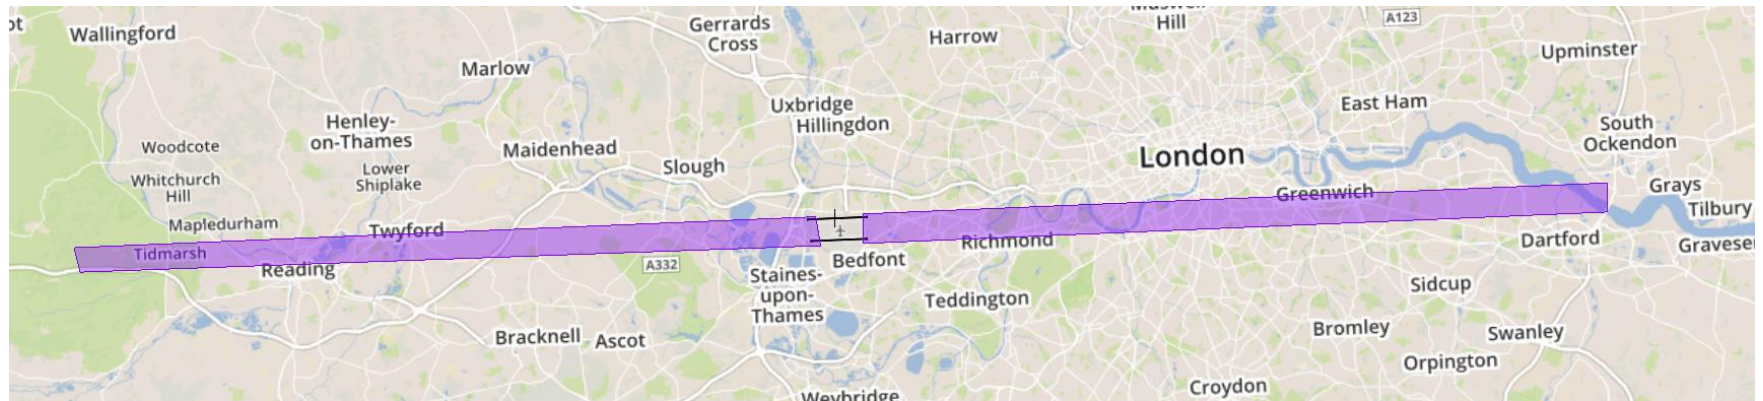 ot
Wallingford
Gerrards
Cross
Harrow
Hill
A123
Upminster
Marlow
Uxbridge
Hillingdon
East Ham
Henley-
on-Thames
South
Ockendon
Woodcote
Maidenhead
Slough
London
Whitchurch
Hill
Lower
Shiplake
Greenwich
Grays
Tilbury
Mapledurham
Twyford
Tidmarsh
Reading
A332
Bedfont
Richmond
Dartford
Gravese
Staines-
upon-
Thames
Teddington
Sidcup
Bracknell
Ascot
Bromley
Swanley
Orpington
Croydon
Weybridge